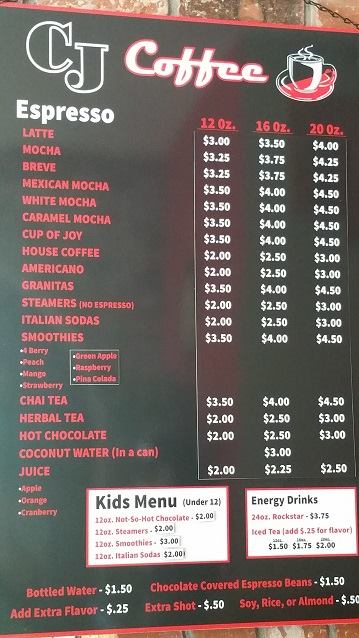 CJ Coffee
Espresso 12 Oz. 16 Oz. 20 Oz.
LATTE $3.00 $3.50 $4.00
MOCHA $3.25 $3.75 $4.25
BREVE $3.25 $3.75 $4.25
MEXICAN MOCHA $3.50 $4.00 $4.50
WHITE MOCHA $3.50 $4.00 $4.50
CARAMEL MOCHA $3.50 $4.00 $4.50
CUP OF JOY $3.50 $4.00 $4.50
HOUSE COFFEE $2.00 $2.50 $3.00
AMERICANO $2.00 $2.50 $3.00
GRANITAS $3.50 $4.00 $4.50
STEAMERS (NO ESPRESSO) $2.00 $2.50 $3.00
ITALIAN SODAS $2.00 $2.50 $3.00
SMOOTHIES $3.50 $4.00 $4.50
•4 Berry •Green Apple
•Peach •Raspberry
•Mango •Pina Colada
•Strawberry
CHAI TEA $3.50 $4.00 $4.50
HERBAL TEA $2.00 $2.50 $3.00
HOT CHOCOLATE $2.00 $2.50 $3.00
COCONUT WATER (In a can) $3.00
JUICE $2.00 $2.25 $2.50
•Apple
•Orange
•Cranberry
Kids Menu (Under 12)
12oz. Not-So-Hot Chocolate - $2.00
12oz. Steamers - $2.00
12oz. Smoothies - $3.00
12oz. Italian Sodas $2.00
Energy Drinks
24oz. Rockstar - $3.75
Iced Tea (add $.25 for flavor)
12oz. 16oz. 20oz.
$1.50 $1.75 $2.00
Bottled Water - $1.50 Chocolate Covered Espresso Beans - $1.50
Add Extra Flavor - $.25 Extra Shot - $.50 Soy, Rice, or Almond - $.50